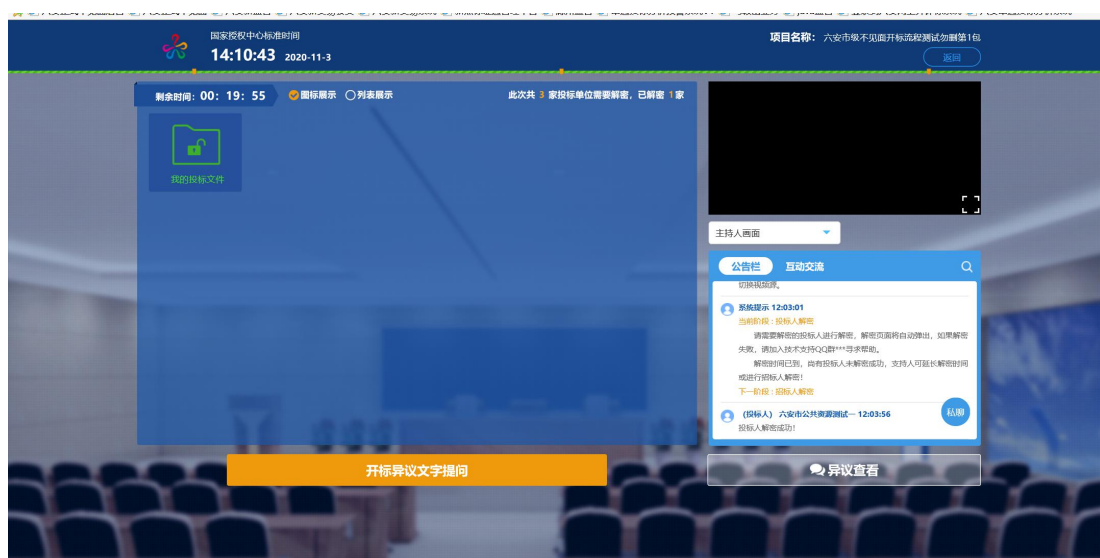 国家授权中心标准时间
14:10:43 2020-11-3
项目名称： 六安市级不见面开标流程测试勿删第1包
返回
剩余时间：00：19：55 图标展示 列表展示 此次共 3 家投标单位需要解密，已解密 1 家
我的投标文件
主持人画面
公告栏 互动交流
切换视频源。
系统提示 12:03:01
当前阶段：投标人解密
请需要解密的投标人进行解密，解密页面将自动弹出，如果解密
失败，请加入技术支持QQ群***寻求帮助。
解密时间已到，尚有投标人未解密成功，支持人可延长解密时间
或进行招标人解密！
下一阶段：招标人解密
(投标人) 六安市公共资源测试一 12:03:56
投标人解密成功！
私聊
开标异议文字提问
异议查看